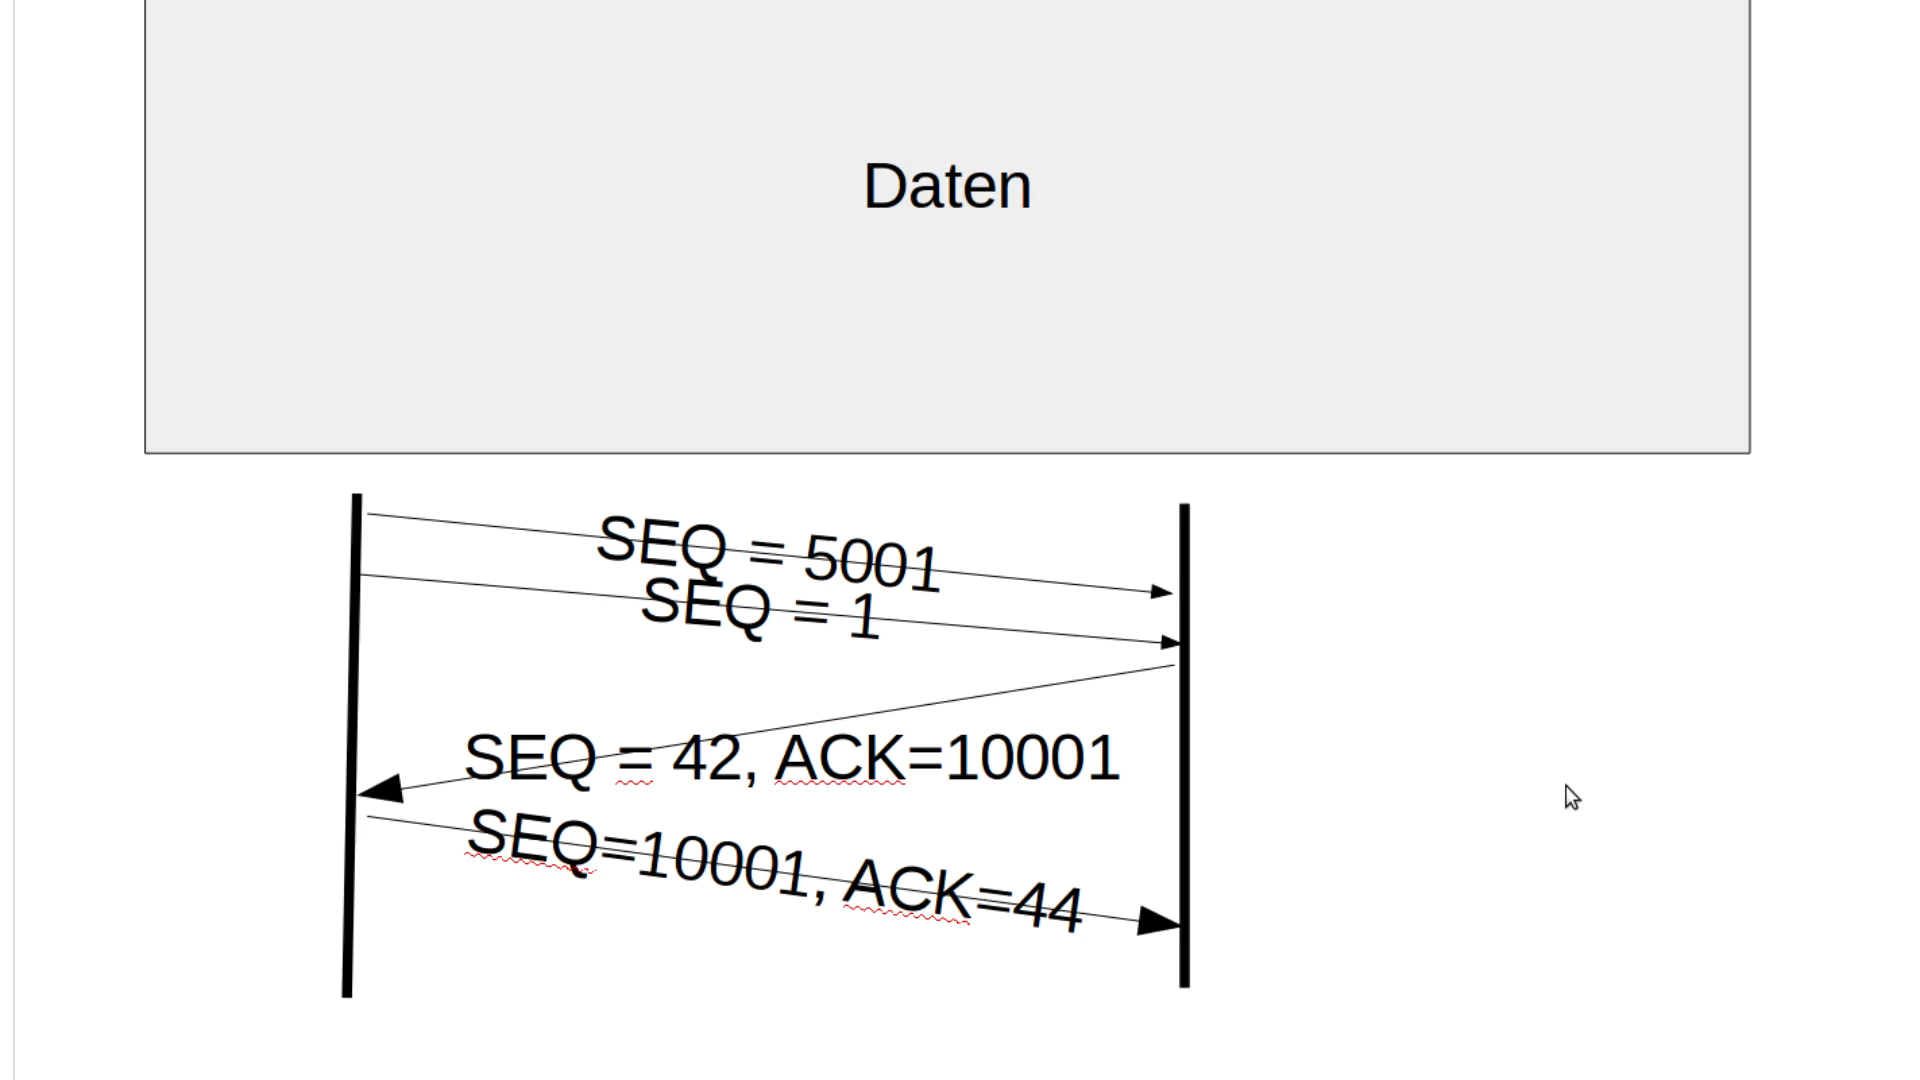 Daten
SEQ = 5001
SEQ = 1
SEQ = 42, ACK=10001
SEQ=10001, ACK=44